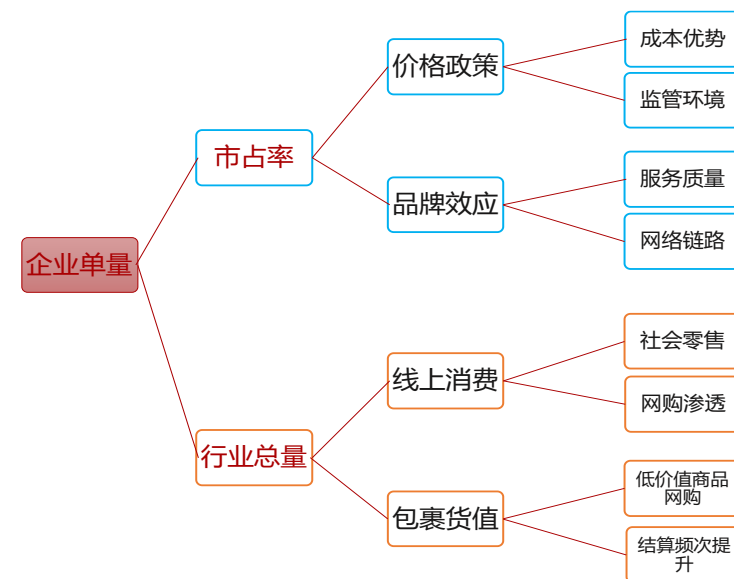 成本优势
价格政策
监管环境
市占率
服务质量
品牌效应
网络链路
企业单量
社会零售
线上消费
网购渗透
行业总量
低价值商品
网购
包裹货值
结算频次提
升